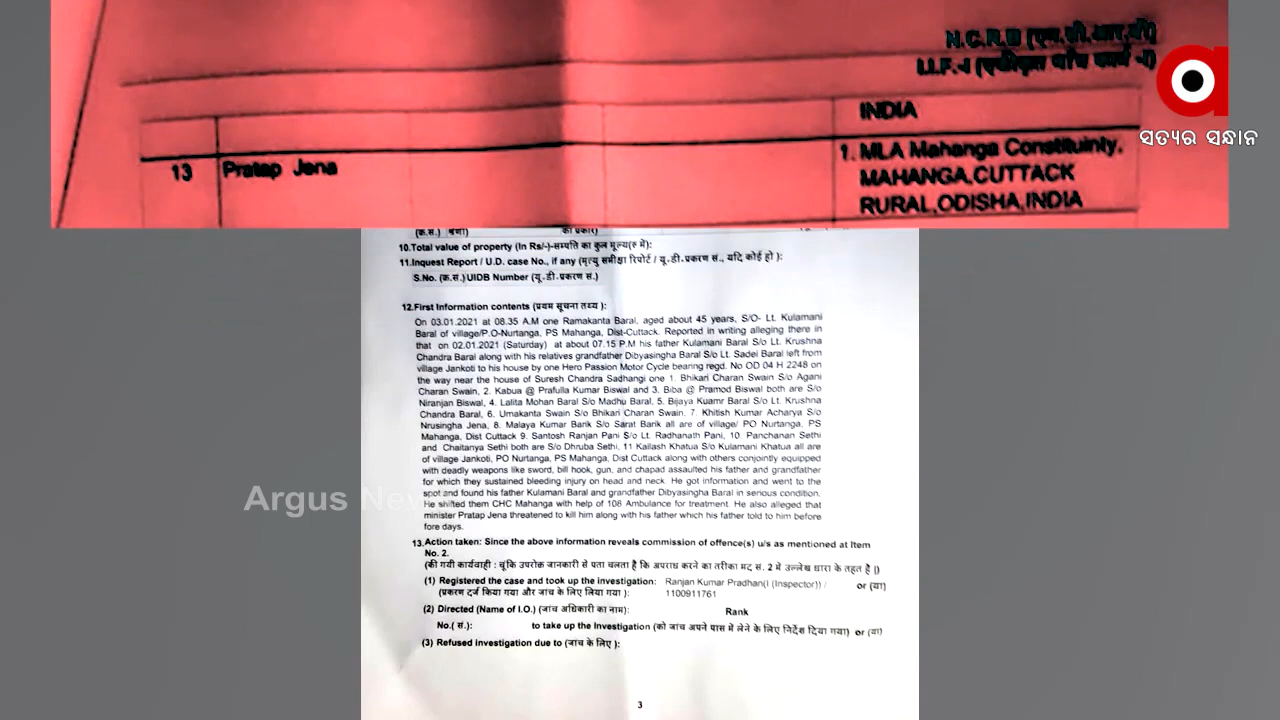 N.C.R.B (एन.सी.आर.बी)
I.I.F.-I (एकीकृत जाँच फार्म -I)
INDIA
13 Pratap Jena 1. MLA Mahanga Constituinty,
MAHANGA,CUTTACK
RURAL,ODISHA,INDIA
ସତ୍ୟର ସନ୍ଧାନ
(क्र.सं.) का प्रकार)
10.Total value of property (In Rs/-)-सम्पति का कुल मूल्य(रु में):
11.Inquest Report / U.D. case No., if any (मृत्यु समीक्षा रिपोर्ट / यू.डी.प्रकरण सं., यदि कोई हो ):
S.No. (क्र.सं.) UIDB Number (यू.डी.प्रकरण सं.)
12.First Information contents (प्रथम सूचना तथ्य ):
On 03.01.2021 at 08.35 A.M one Ramakanta Baral, aged about 45 years, S/O- Lt. Kulamani
Baral of village/P.O-Nurtanga, PS Mahanga, Dist-Cuttack. Reported in writing alleging there in
that on 02.01.2021 (Saturday) at about 07.15 P.M his father Kulamani Baral S/o Lt. Krushna
Chandra Baral along with his relatives grandfather Dibyasingha Baral S/o Lt. Sadei Baral left from
village Jankoti to his house by one Hero Passion Motor Cycle bearing regd. No OD 04 H 2248 on
the way near the house of Suresh Chandra Sadhangi one 1. Bhikari Charan Swain S/o Agani
Charan Swain, 2. Kabua @ Prafulla Kumar Biswal and 3. Biba @ Pramod Biswal both are S/o
Niranjan Biswal, 4. Lalita Mohan Baral S/o Madhu Baral, 5. Bijaya Kuamr Baral S/o Lt. Krushna
Chandra Baral, 6. Umakanta Swain S/o Bhikari Charan Swain. 7. Khitish Kumar Acharya S/o
Nrusingha Jena, 8. Malaya Kumar Barik S/o Sarat Barik all are of village/ PO Nurtanga, PS
Mahanga, Dist Cuttack 9. Santosh Ranjan Pani S/o Lt. Radhanath Pani, 10. Panchanan Sethi
and Chaitanya Sethi both are S/o Dhruba Sethi, 11 Kailash Khatua S/o Kulamani Khatua all are
of village Jankoti, PO Nurtanga, PS Mahanga, Dist Cuttack along with others conjointly equipped
with deadly weapons like sword, bill hook, gun, and chapad assaulted his father and grandfather
for which they sustained bleeding injury on head and neck. He got information and went to the
spot and found his father Kulamani Baral and grandfather Dibyasingha Baral in serious condition.
He shifted them CHC Mahanga with help of 108 Ambulance for treatment. He also alleged that
minister Pratap Jena threatened to kill him along with his father which his father told to him before
fore days.
Argus News
13.Action taken: Since the above information reveals commission of offence(s) u/s as mentioned at Item
No. 2.
(की गयी कार्यवाही : चूंकि उपरोक्त जानकारी से पता चलता है कि अपराध करने का तरीका मद सं. 2 में उल्लेख धारा के तहत है |)
(1) Registered the case and took up the investigation: Ranjan Kumar Pradhan(I (Inspector)) / or (या)
(प्रकरण दर्ज किया गया और जांच के लिए लिया गया ): 1100911761
(2) Directed (Name of I.O.) (जांच अधिकारी का नाम): Rank
No.( सं.): to take up the Investigation (को जांच अपने पास में लेने के लिए निर्देश दिया गया) or (या)
(3) Refused investigation due to (जांच के लिए ):
3